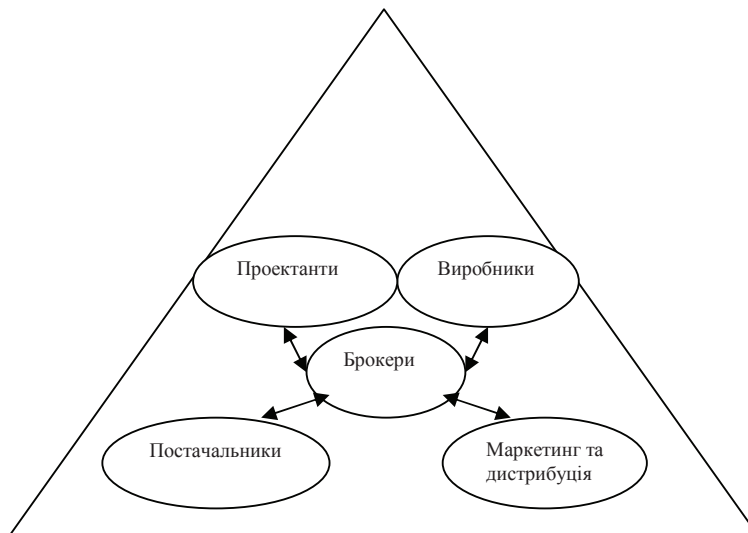 Проектанти
Виробники
Брокери
Постачальники
Маркетинг та
дистрибуція